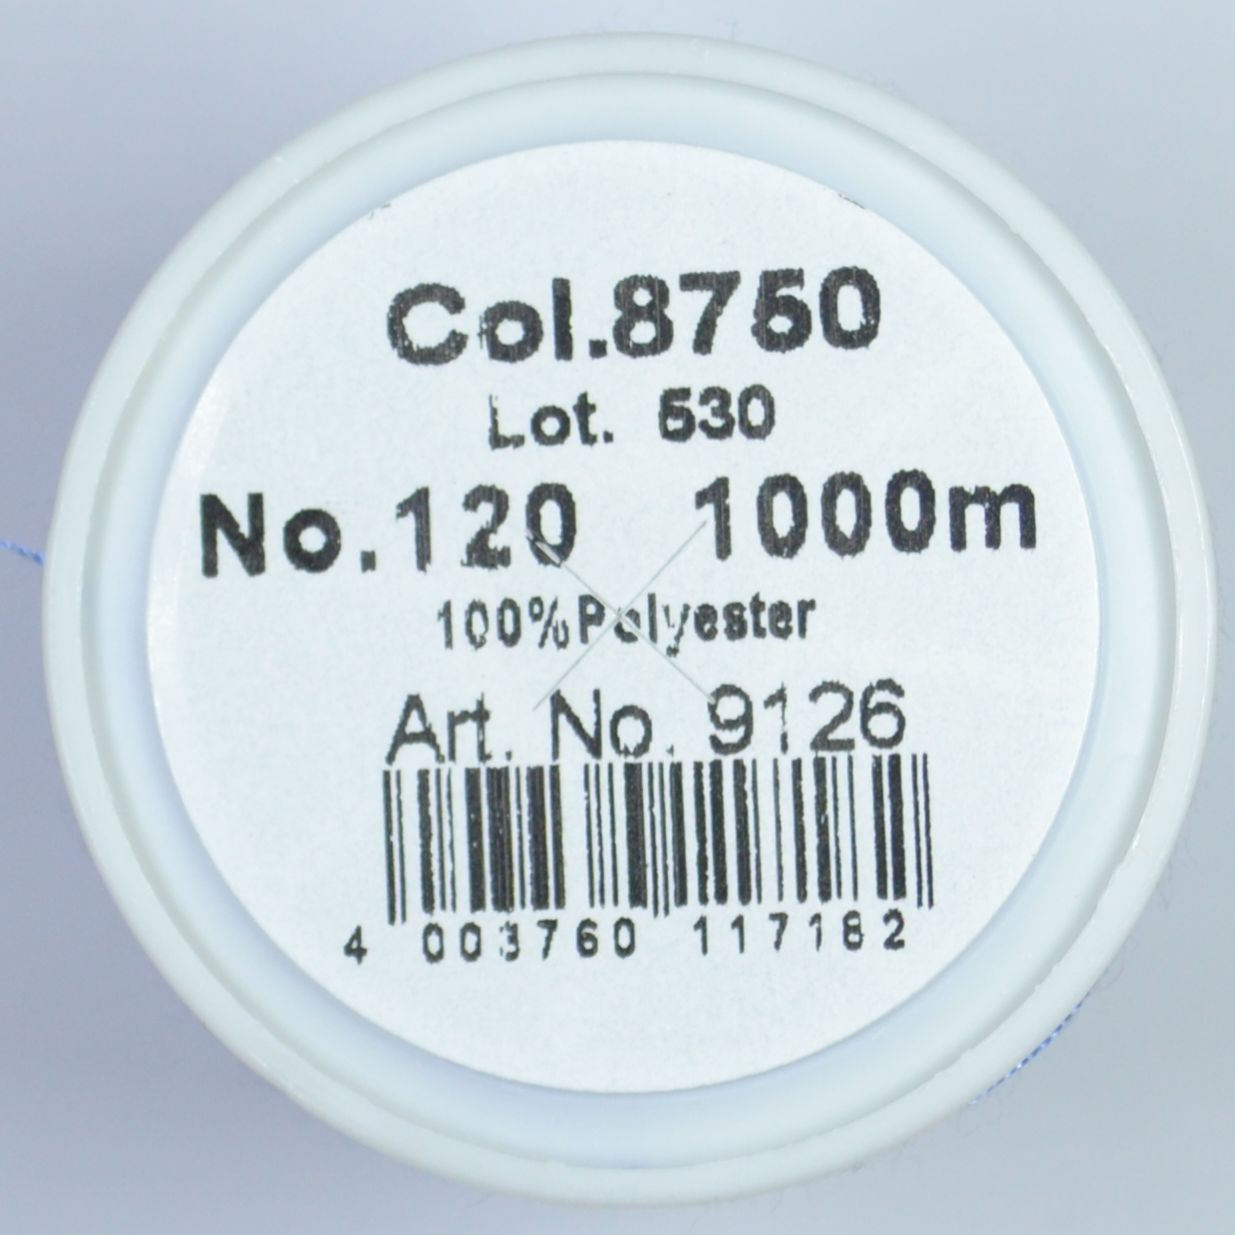 Col.8750
Lot. 530
No.120 1000m
100%Polyester
Art. No. 9126
4 003760 117182